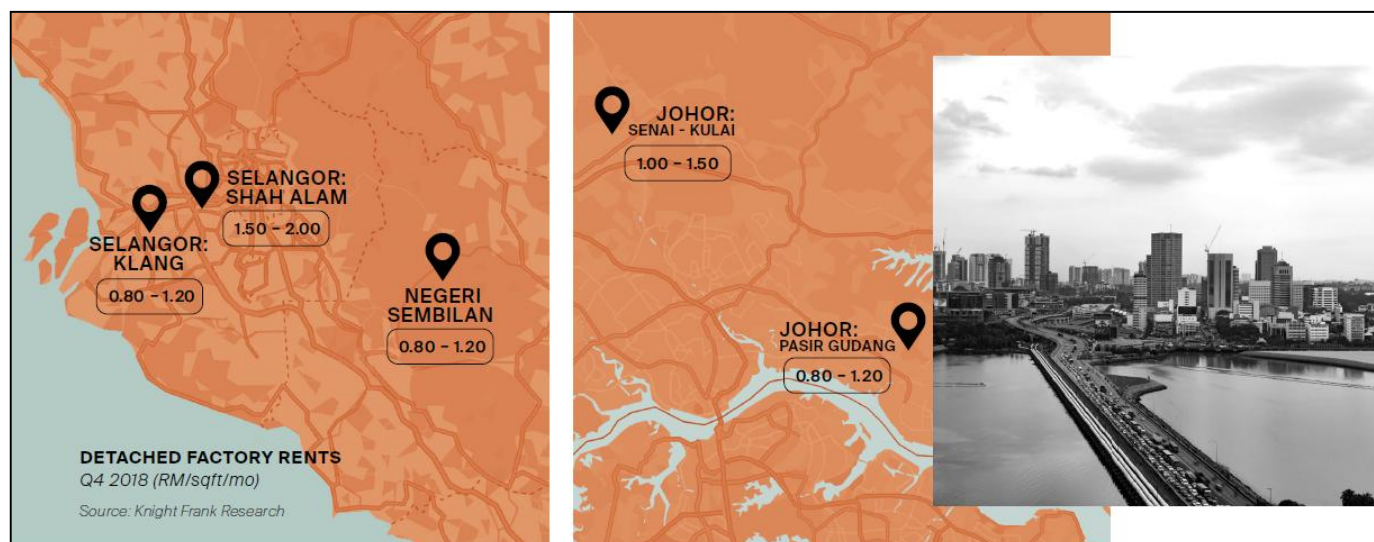 SELANGOR:
SHAH ALAM
1.50 – 2.00
SELANGOR:
KLANG
0.80 – 1.20
NEGERI
SEMBILAN
0.80 – 1.20
DETACHED FACTORY RENTS
Q4 2018 (RM/sqft/mo)
Source: Knight Frank Research
JOHOR:
SENAI - KULAI
1.00 – 1.50
JOHOR:
PASIR GUDANG
0.80 – 1.20